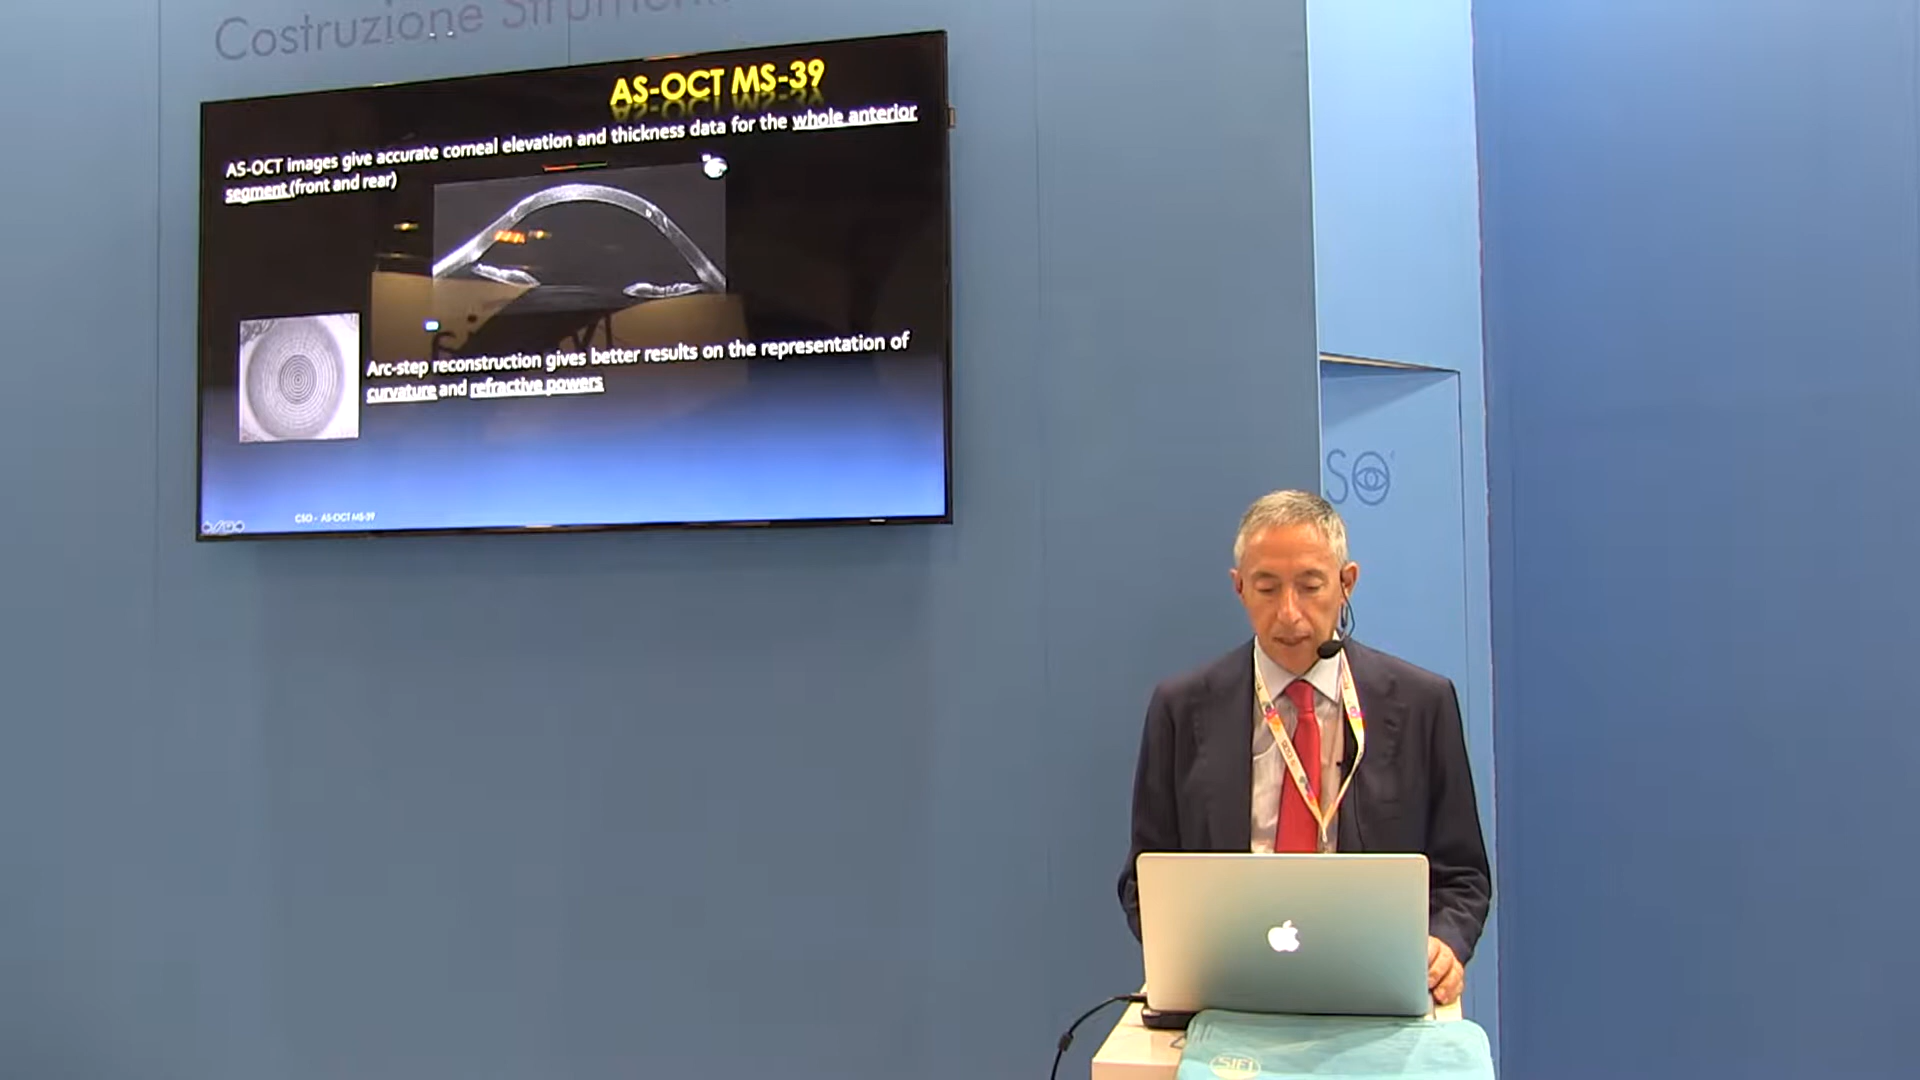 Costruzione
AS-OCT MS-39
AS-OCT images give accurate corneal elevation and thickness data for the whole anterior
segment (front and rear)
Arc-step reconstruction gives better results on the representation of
curvature and refractive powers
CSO - AS-OCT MS-39
SO
SIFI